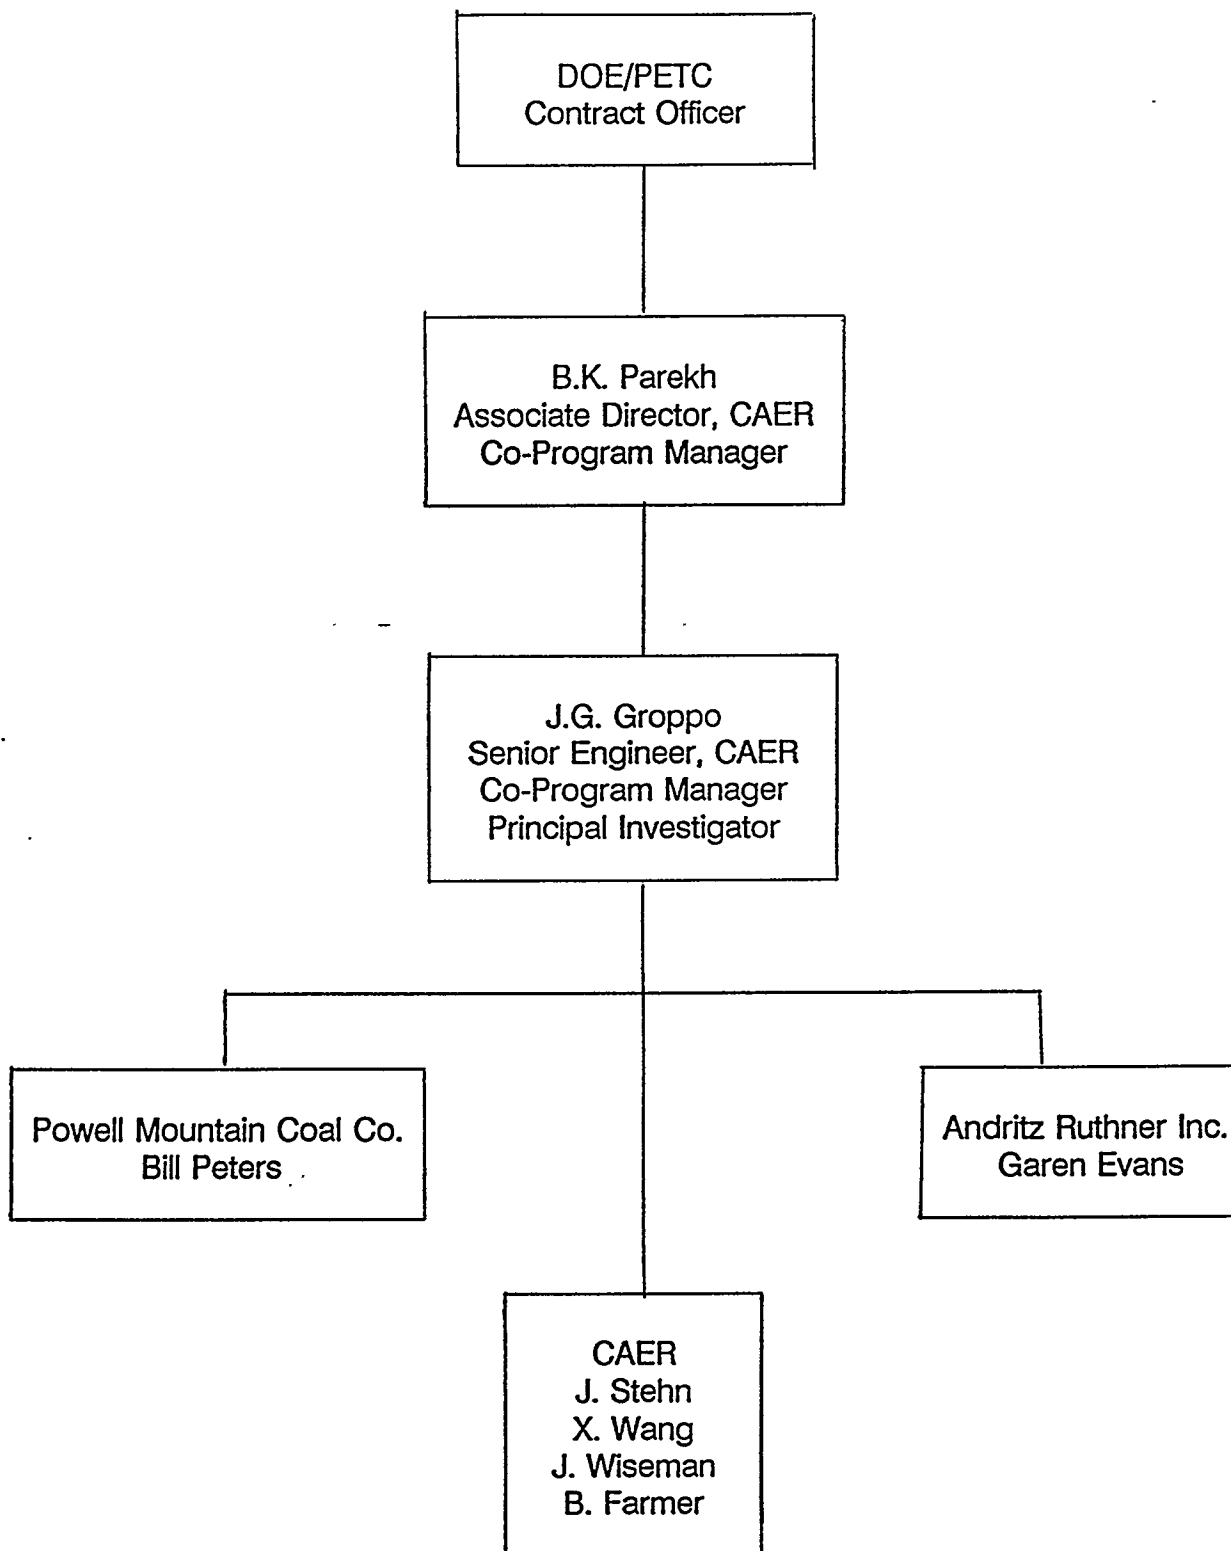 DOE/PETC
Contract Officer
B.K. Parekh
Associate Director, CAER
Co-Program Manager
J.G. Groppo
Senior Engineer, CAER
Co-Program Manager
Principal Investigator
Powell Mountain Coal Co.
Bill Peters
Andritz Ruthner Inc.
Garen Evans
CAER
J. Stehn
X. Wang
J. Wiseman
B. Farmer